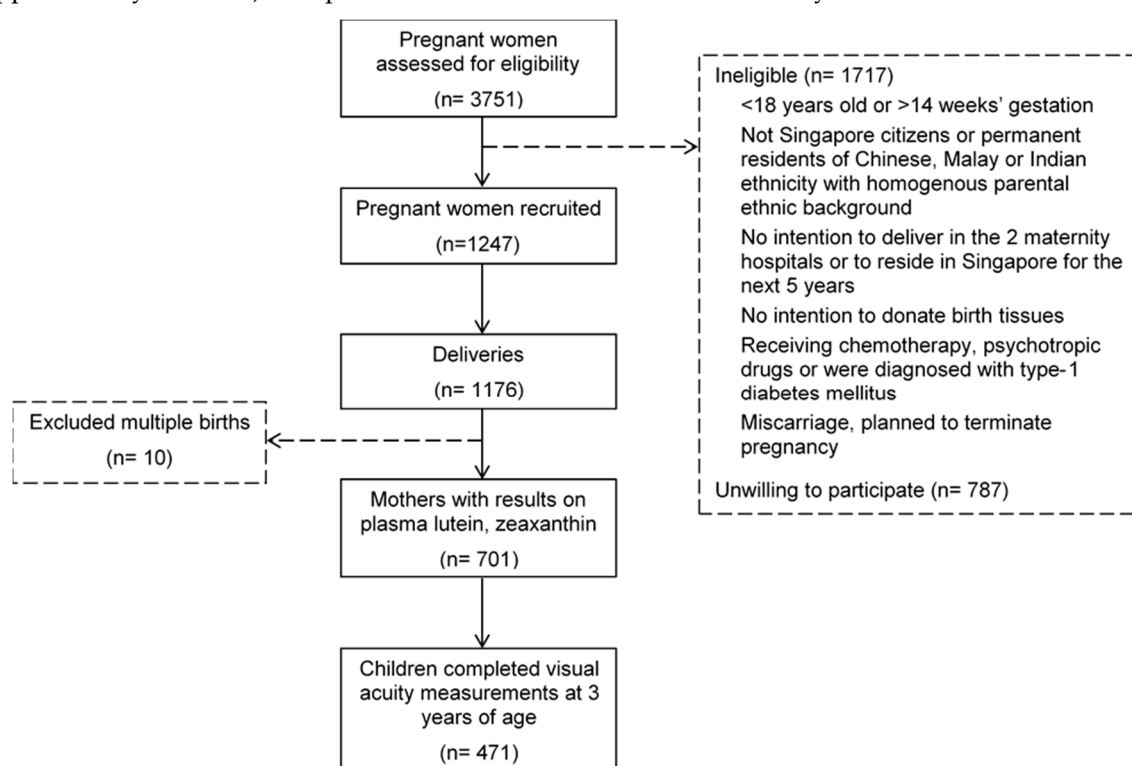 Pregnant women
assessed for eligibility
(n= 3751)
Ineligible (n= 1717)
<18 years old or >14 weeks’ gestation
Not Singapore citizens or permanent
residents of Chinese, Malay or Indian
ethnicity with homogenous parental
ethnic background
No intention to deliver in the 2 maternity
hospitals or to reside in Singapore for the
next 5 years
No intention to donate birth tissues
Receiving chemotherapy, psychotropic
drugs or were diagnosed with type-1
diabetes mellitus
Miscarriage, planned to terminate
pregnancy
Unwilling to participate (n= 787)
Pregnant women recruited
(n=1247)
Deliveries
(n= 1176)
Excluded multiple births
(n= 10)
Mothers with results on
plasma lutein, zeaxanthin
(n= 701)
Children completed visual
acuity measurements at 3
years of age
(n= 471)